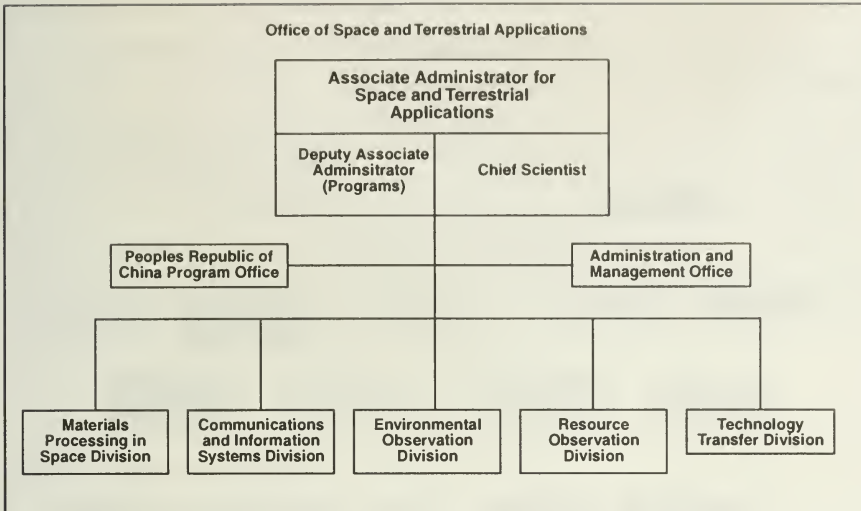 Office of Space and Terrestrial Applications
Associate Administrator for
Space and Terrestrial
Applications
Deputy Associate
Adminsitrator
(Programs)
Chief Scientist
Peoples Republic of
China Program Office
Administration and
Management Office
Materials
Processing in
Space Division
Communications
and Information
Systems Division
Environmental
Observation
Division
Resource
Observation
Division
Technology
Transfer Division